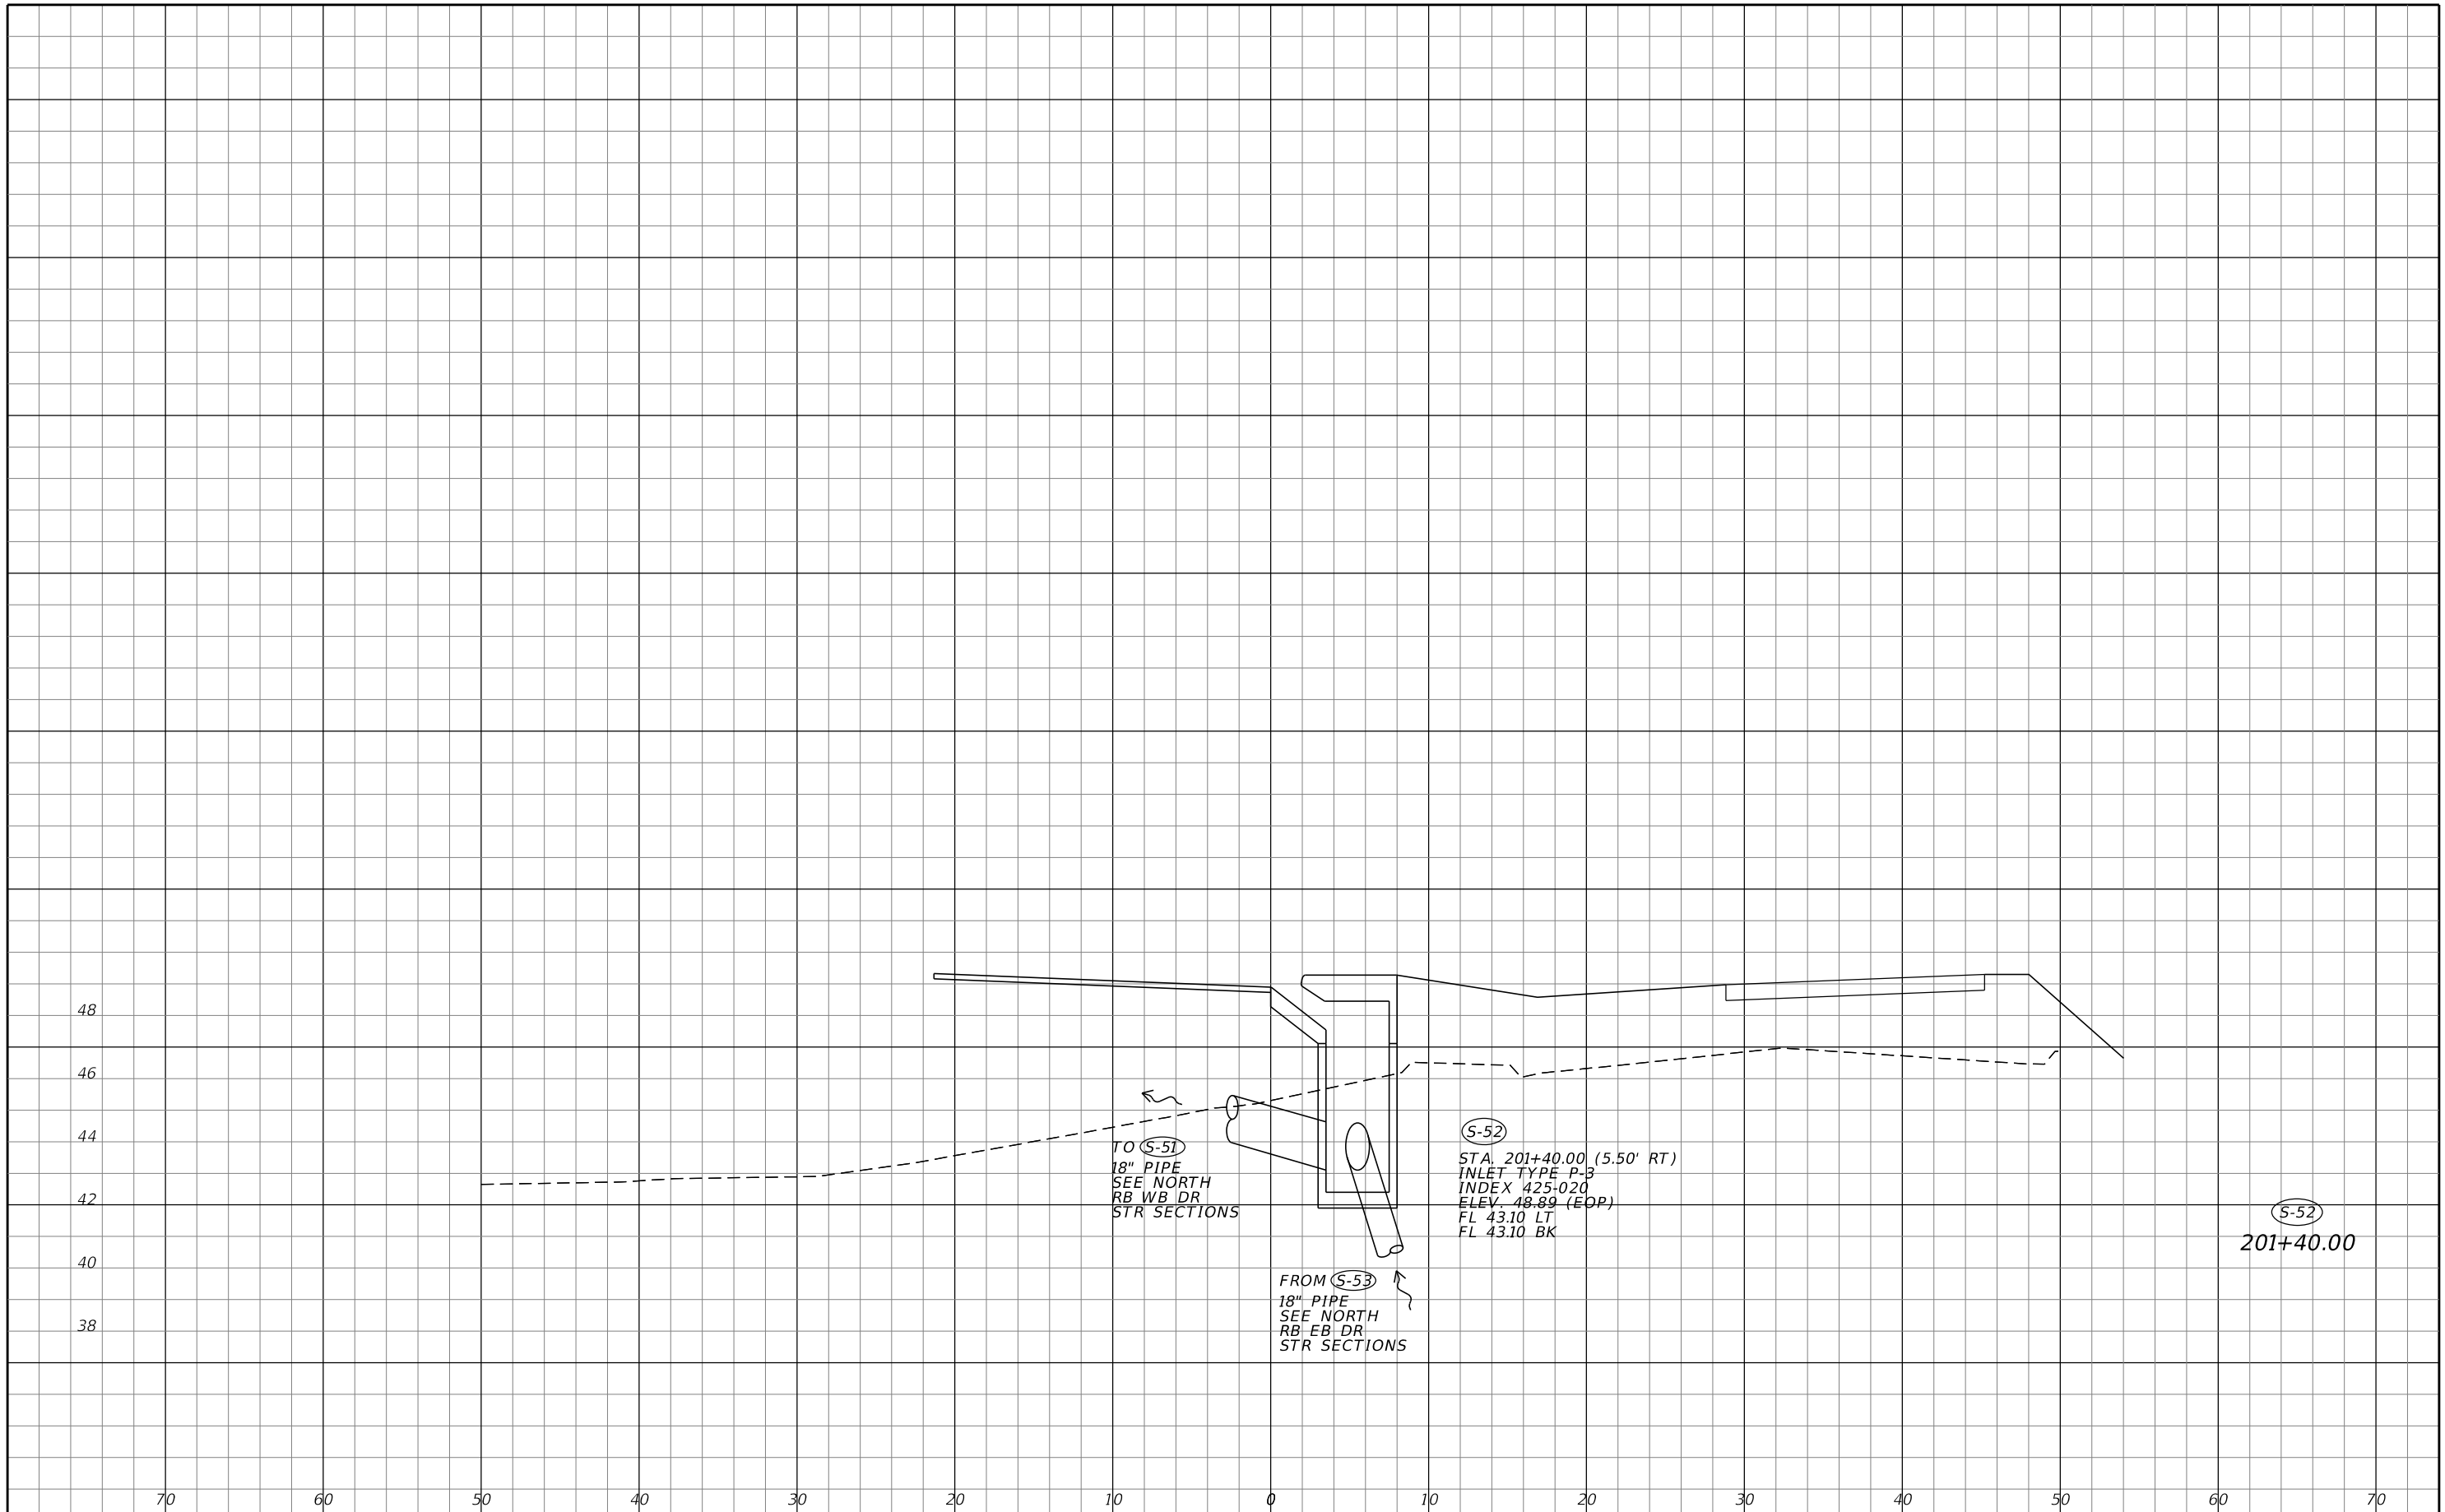 48
46
44
42
40
38
TO S-51
18" PIPE
SEE NORTH
RB WB DR
STR SECTIONS
S-52
STA. 201+40.00 (5.50' RT)
INLET TYPE P-3
INDEX 425-020
ELEV. 48.89 (EOP)
FL 43.10 LT
FL 43.10 BK
FROM S-53
18" PIPE
SEE NORTH
RB EB DR
STR SECTIONS
S-52
201+40.00
70 60 50 40 30 20 10 0 10 20 30 40 50 60 70